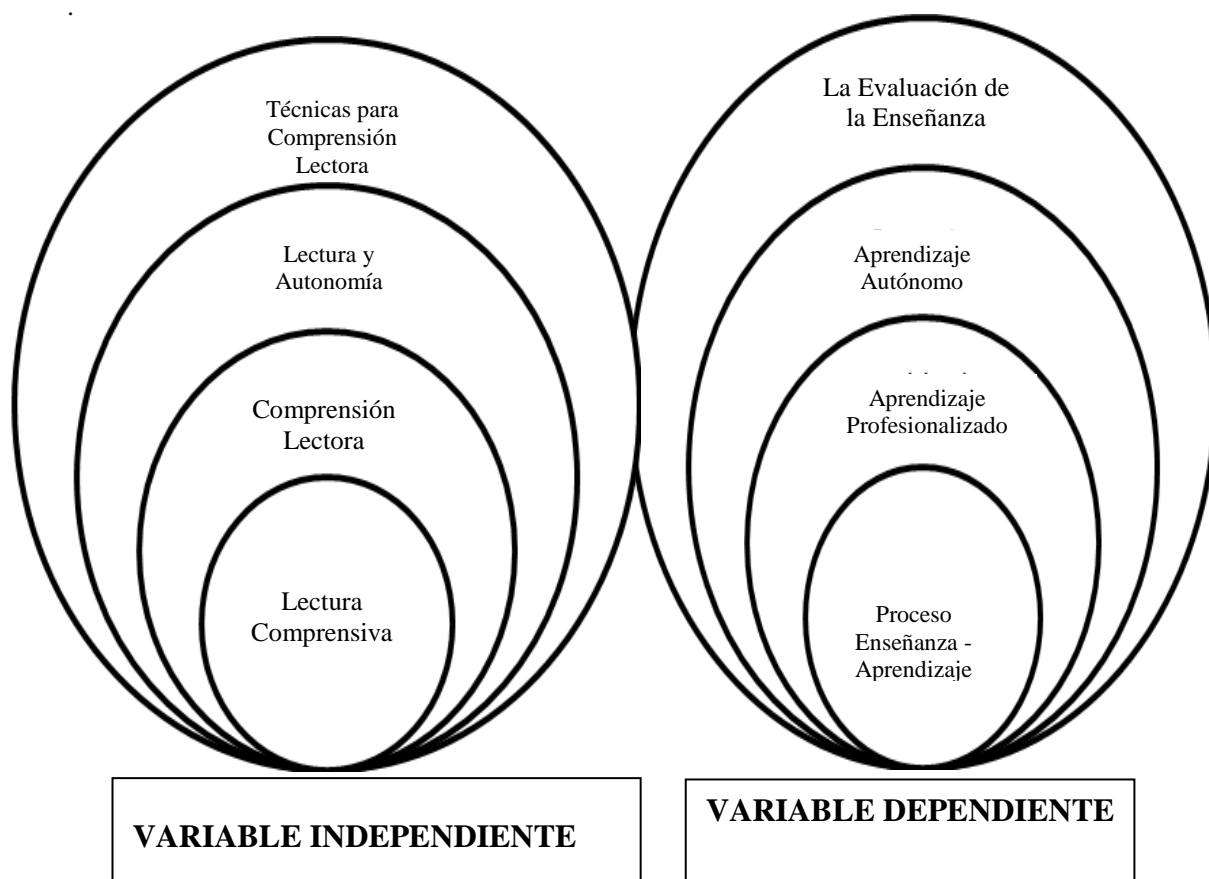 Técnicas para
Comprensión
Lectora
Lectura y
Autonomía
Comprensión
Lectora
Lectura
Comprensiva
VARIABLE INDEPENDIENTE
La Evaluación de
la Enseñanza
Aprendizaje
Autónomo
Aprendizaje
Profesionalizado
Proceso
Enseñanza -
Aprendizaje
VARIABLE DEPENDIENTE